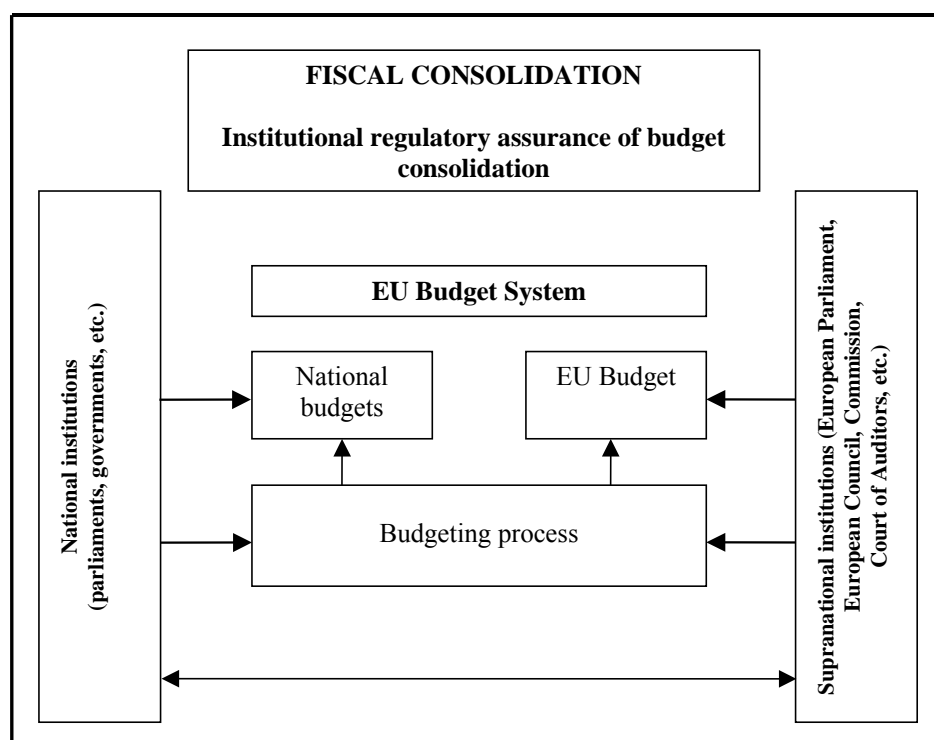 FISCAL CONSOLIDATION
Institutional regulatory assurance of budget
consolidation
National institutions
(parliaments, governments, etc.)
EU Budget System
National
budgets
EU Budget
Budgeting process
Supranational institutions (European Parliament,
European Council, Commission,
Court of Auditors, etc.)